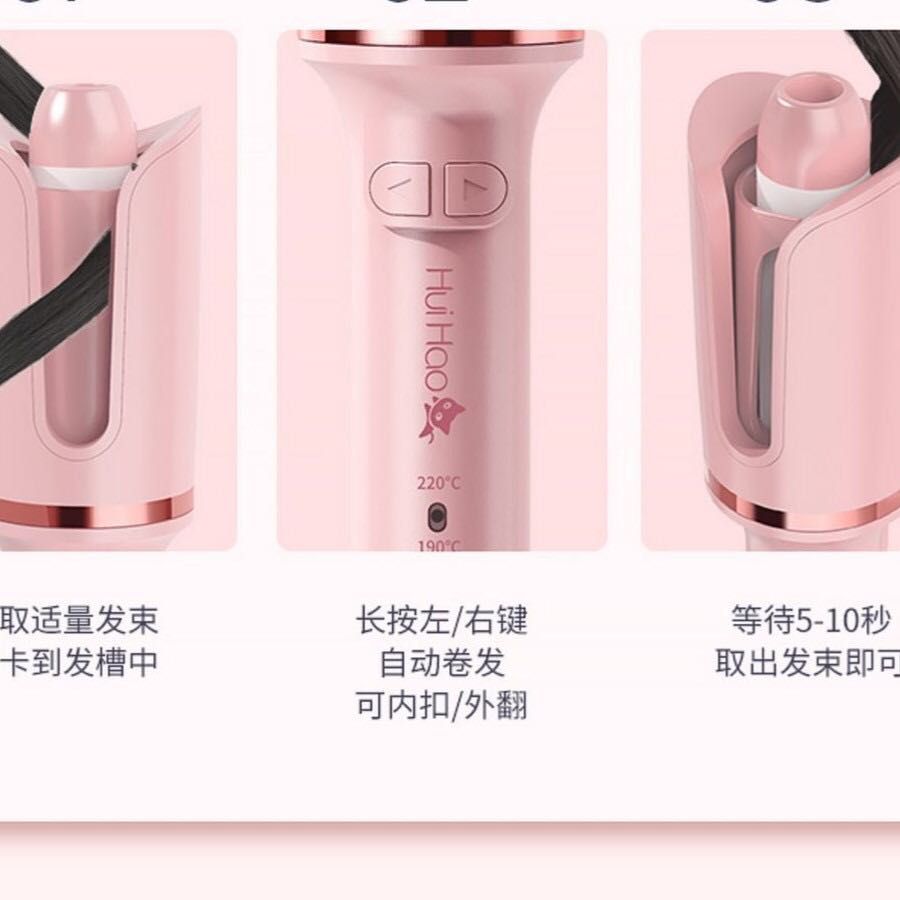 取适量发束
卡到发槽中
Hui Hao
220°C
190°C
长按左/右键
自动卷发
可内扣/外翻
等待5-10秒
取出发束即可